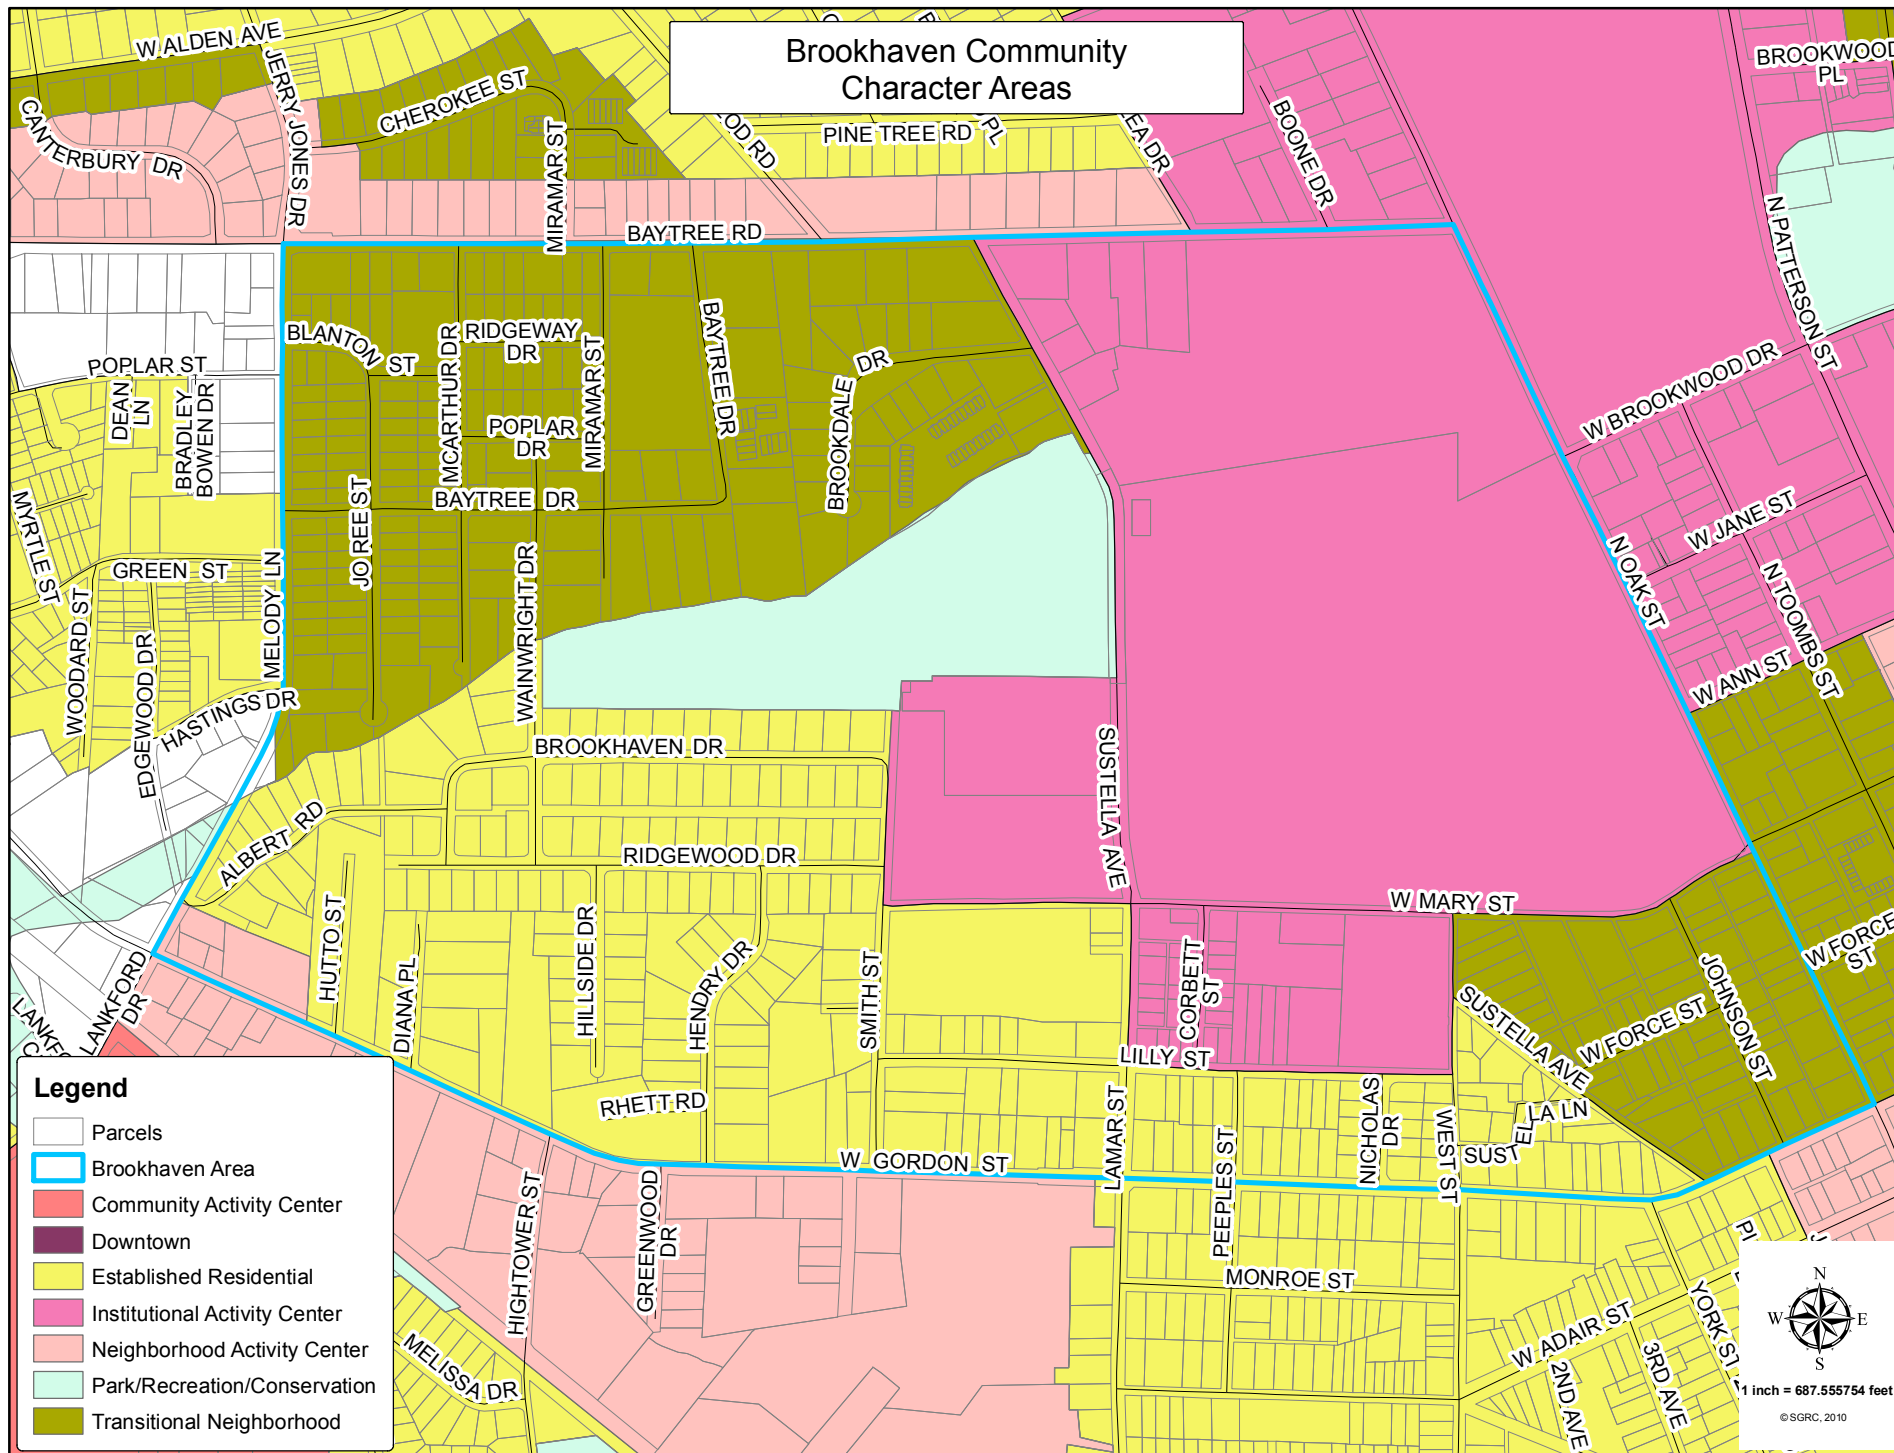 Brookhaven Community
Character Areas
W ALDEN AVE
JERRY JONES DR
CHEROKEE ST
CANTERBURY DR
MIRAMAR ST
PINE TREE RD
PL
OD RD
EA DR
BOONE DR
BROOKWOOD
PL
N PATTERSON ST
BAYTREE RD
BLANTON ST
MCARTHUR DR
RIDGEWAY
DR
MIRAMAR ST
BAYTREE DR
BROOKDALE DR
POPLAR ST
DEAN
LN
BRADLEY
BOWEN DR
POPLAR
DR
BAYTREE DR
W BROOKWOOD DR
W JANE ST
N OAK ST
N TOOMBS ST
W ANN ST
MYRTLE ST
GREEN ST
WOODARD ST
EDGEWOOD DR
MELODY LN
JO REE ST
WAINWRIGHT DR
HASTINGS DR
BROOKHAVEN DR
SUSTELLA AVE
ALBERT RD
RIDGEWOOD DR
W MARY ST
HUTTO ST
DIANA PL
HILLSIDE DR
HENDRY DR
SMITH ST
CORBETT
ST
JOHNSON ST
W FORCE
ST
SUSTELLA AVE
W FORCE ST
LANKFORD
DR
LILLY ST
RHETT RD
LAMAR ST
PEEPLES ST
NICHOLAS
DR
WEST ST
SUSTELLA LN
W GORDON ST
HIGHTOWER ST
GREENWOOD
DR
MONROE ST
MELISSA DR
W ADAIR ST
2ND AVE
3RD AVE
YORK ST
Legend
Parcels
Brookhaven Area
Community Activity Center
Downtown
Established Residential
Institutional Activity Center
Neighborhood Activity Center
Park/Recreation/Conservation
Transitional Neighborhood
N
W E
S
1 inch = 687.555754 feet
©SGRC, 2010